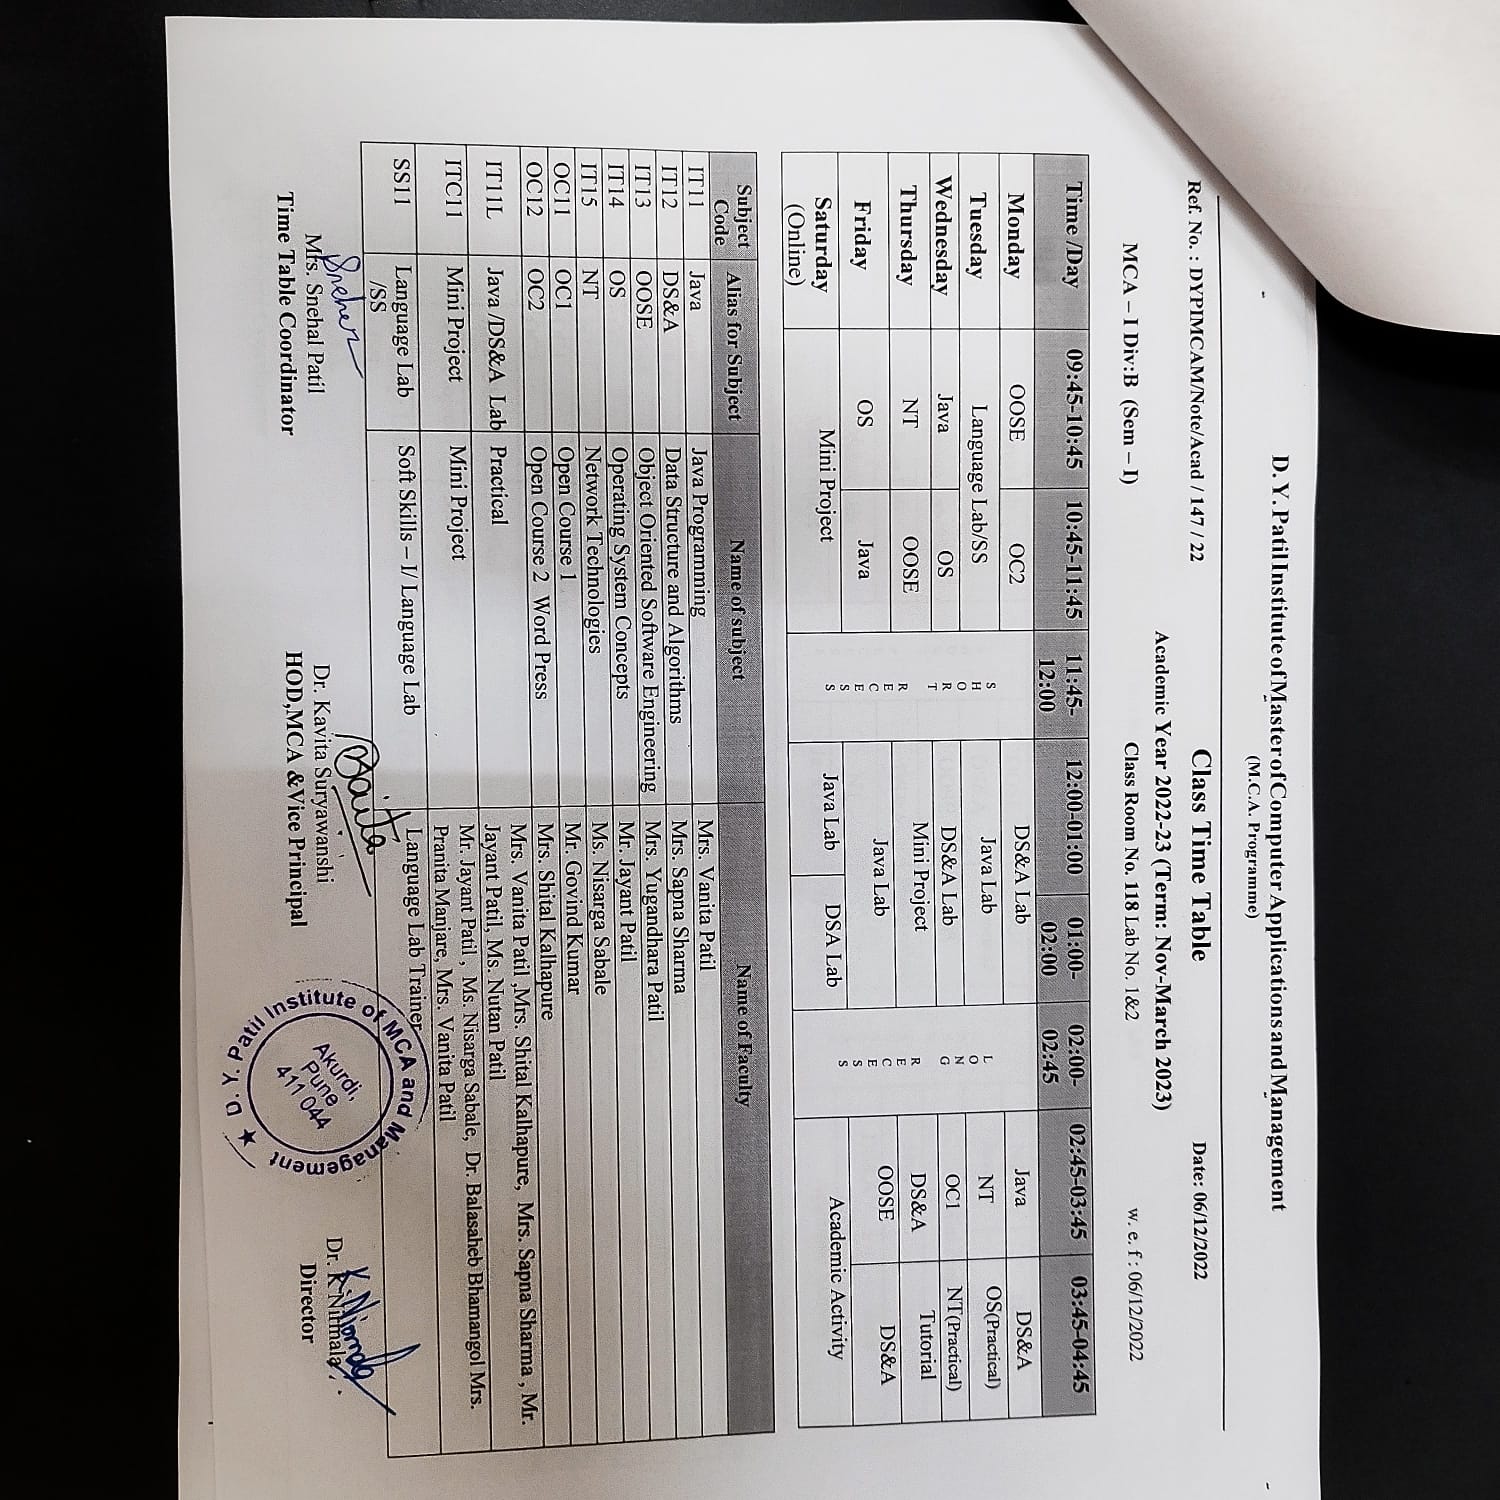 D. Y. Patil Institute of Master of Computer Applications and Management
(M.C.A. Programme)
Ref. No. : DYPIMCAM/Note/Acad / 147 / 22 Class Time Table Date: 06/12/2022
Academic Year 2022-23 (Term: Nov-March 2023)
MCA – I Div:B (Sem – I) Class Room No. 118 Lab No. 1&2 w. e. f : 06/12/2022
Time /Day 09:45-10:45 10:45-11:45 11:45-12:00 12:00-01:00 01:00-02:00 02:00-02:45 02:45-03:45 03:45-04:45
SHORT RECESS
LONG RECESS
Monday OOSE OC2 DS&A Lab Java DS&A
Tuesday Language Lab/SS Java Lab NT OS(Practical)
Wednesday Java OS DS&A Lab OC1 NT(Practical)
Thursday NT OOSE Mini Project DS&A Tutorial
Friday OS Java Java Lab OOSE DS&A
Saturday Mini Project Java Lab DSA Lab Academic Activity
(Online)
Subject Code Alias for Subject Name of subject Name of Faculty
IT11 Java Java Programming Mrs. Vanita Patil
IT12 DS&A Data Structure and Algorithms Mrs. Sapna Sharma
IT13 OOSE Object Oriented Software Engineering Mrs. Yugandhara Patil
IT14 OS Operating System Concepts Mr. Jayant Patil
IT15 NT Network Technologies Ms. Nisarga Sabale
OC11 OC1 Open Course 1 Mr. Govind Kumar
OC12 OC2 Open Course 2 Word Press Mrs. Shital Kalhapure
IT11L Java /DS&A Lab Practical Mrs. Vanita Patil ,Mrs. Shital Kalhapure, Mrs. Sapna Sharma , Mr.
Jayant Patil, Ms. Nutan Patil
ITC11 Mini Project Mini Project Mr. Jayant Patil , Ms. Nisarga Sabale, Dr. Balasaheb Bhamangol Mrs.
Pranita Manjare, Mrs. Vanita Patil
SS11 Language Lab Soft Skills – I/ Language Lab Language Lab Trainer
/SS
Mrs. Snehal Patil
Time Table Coordinator
Dr. Kavita Suryawanshi
HOD,MCA &Vice Principal
D. Y. Patil Institute of MCA and Management ★
Akurdi,
Pune
411 044
Dr. K Nirmala
Director